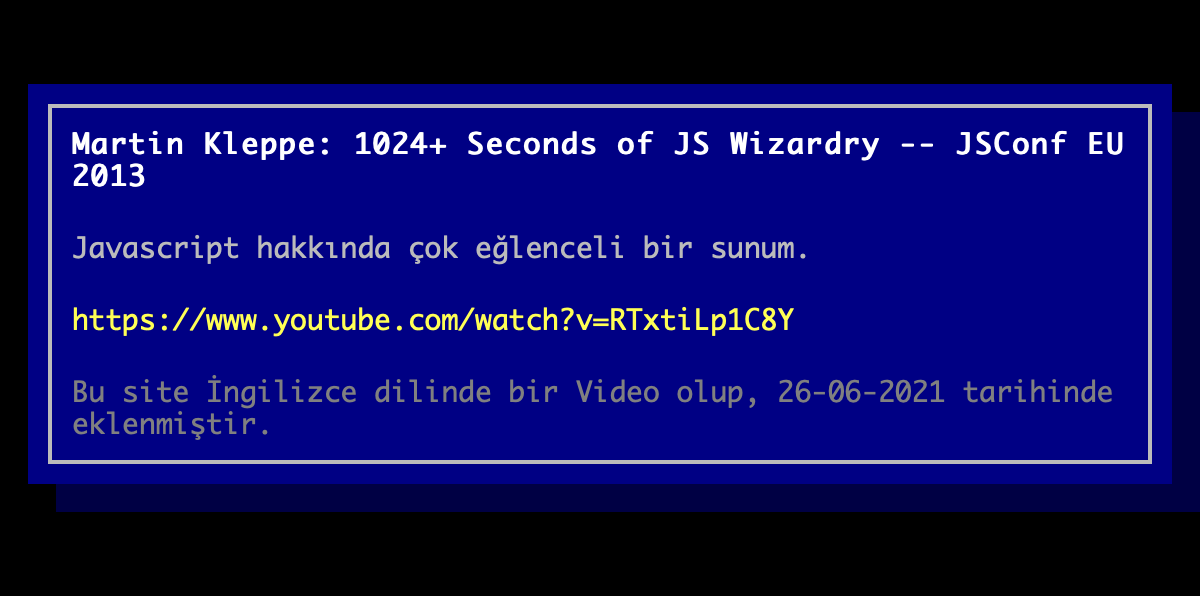 Martin Kleppe: 1024+ Seconds of JS Wizardry -- JSConf EU
2013
Javascript hakkında çok eğlenceli bir sunum.
https://www.youtube.com/watch?v=RTxtiLp1C8Y
Bu site İngilizce dilinde bir Video olup, 26-06-2021 tarihinde
eklenmiştir.